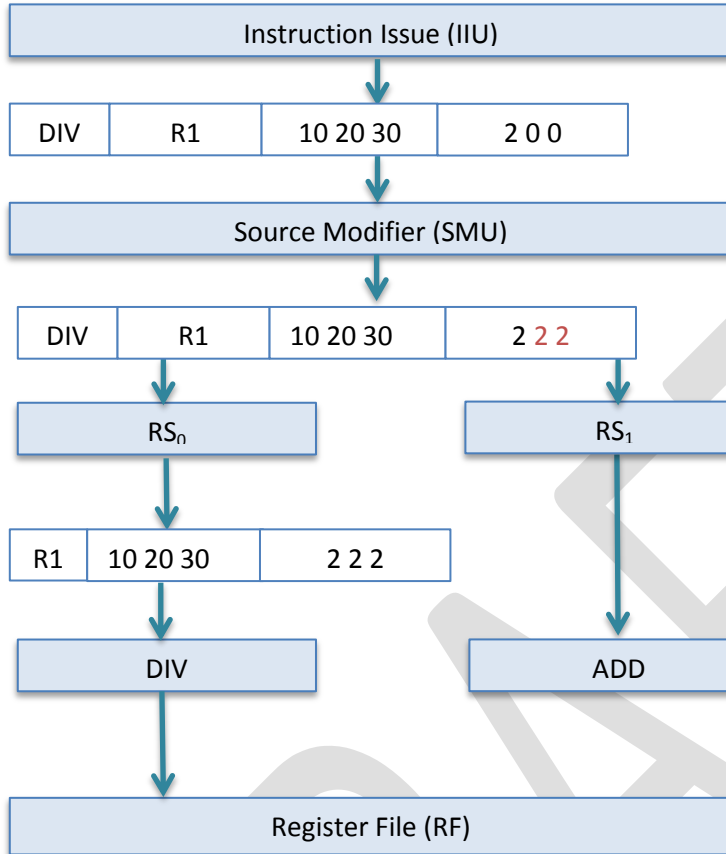 Instruction Issue (IIU)
DIV R1 10 20 30 2 0 0
Source Modifier (SMU)
DIV R1 10 20 30 2 2 2
RS₀ RS₁
R1 10 20 30 2 2 2
DIV ADD
Register File (RF)